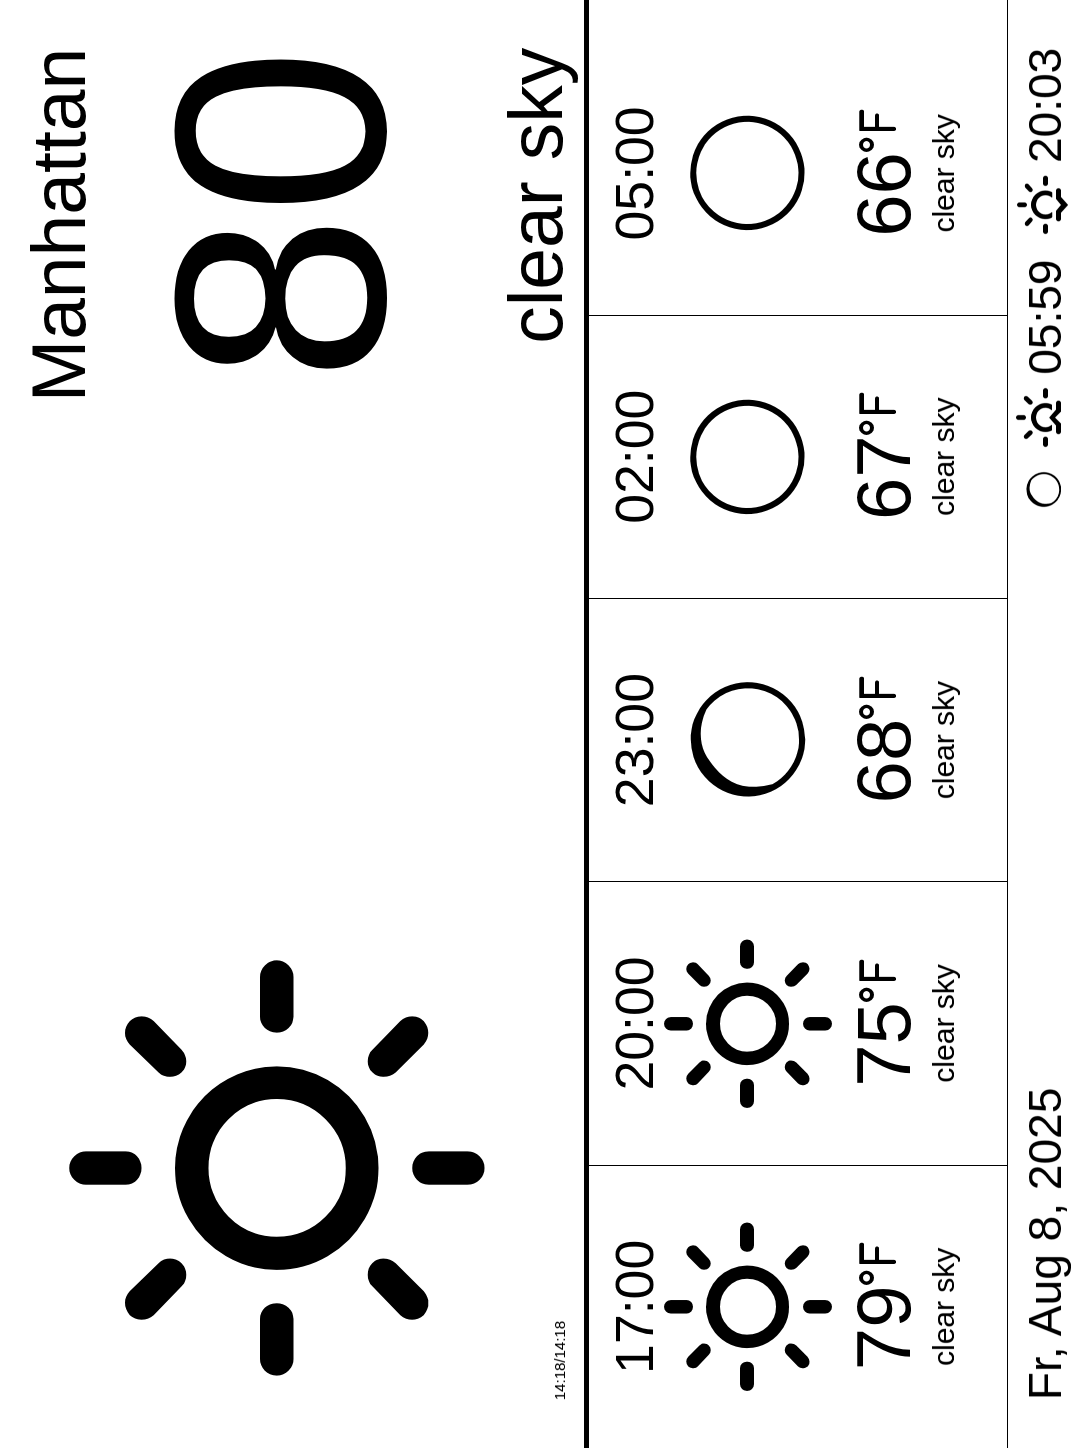 Manhattan
80
clear sky
14:18/14:18
17:00 20:00 23:00 02:00 05:00
79°F 75°F 68°F 67°F 66°F
clear sky clear sky clear sky clear sky clear sky
Fr, Aug 8, 2025 05:59 20:03